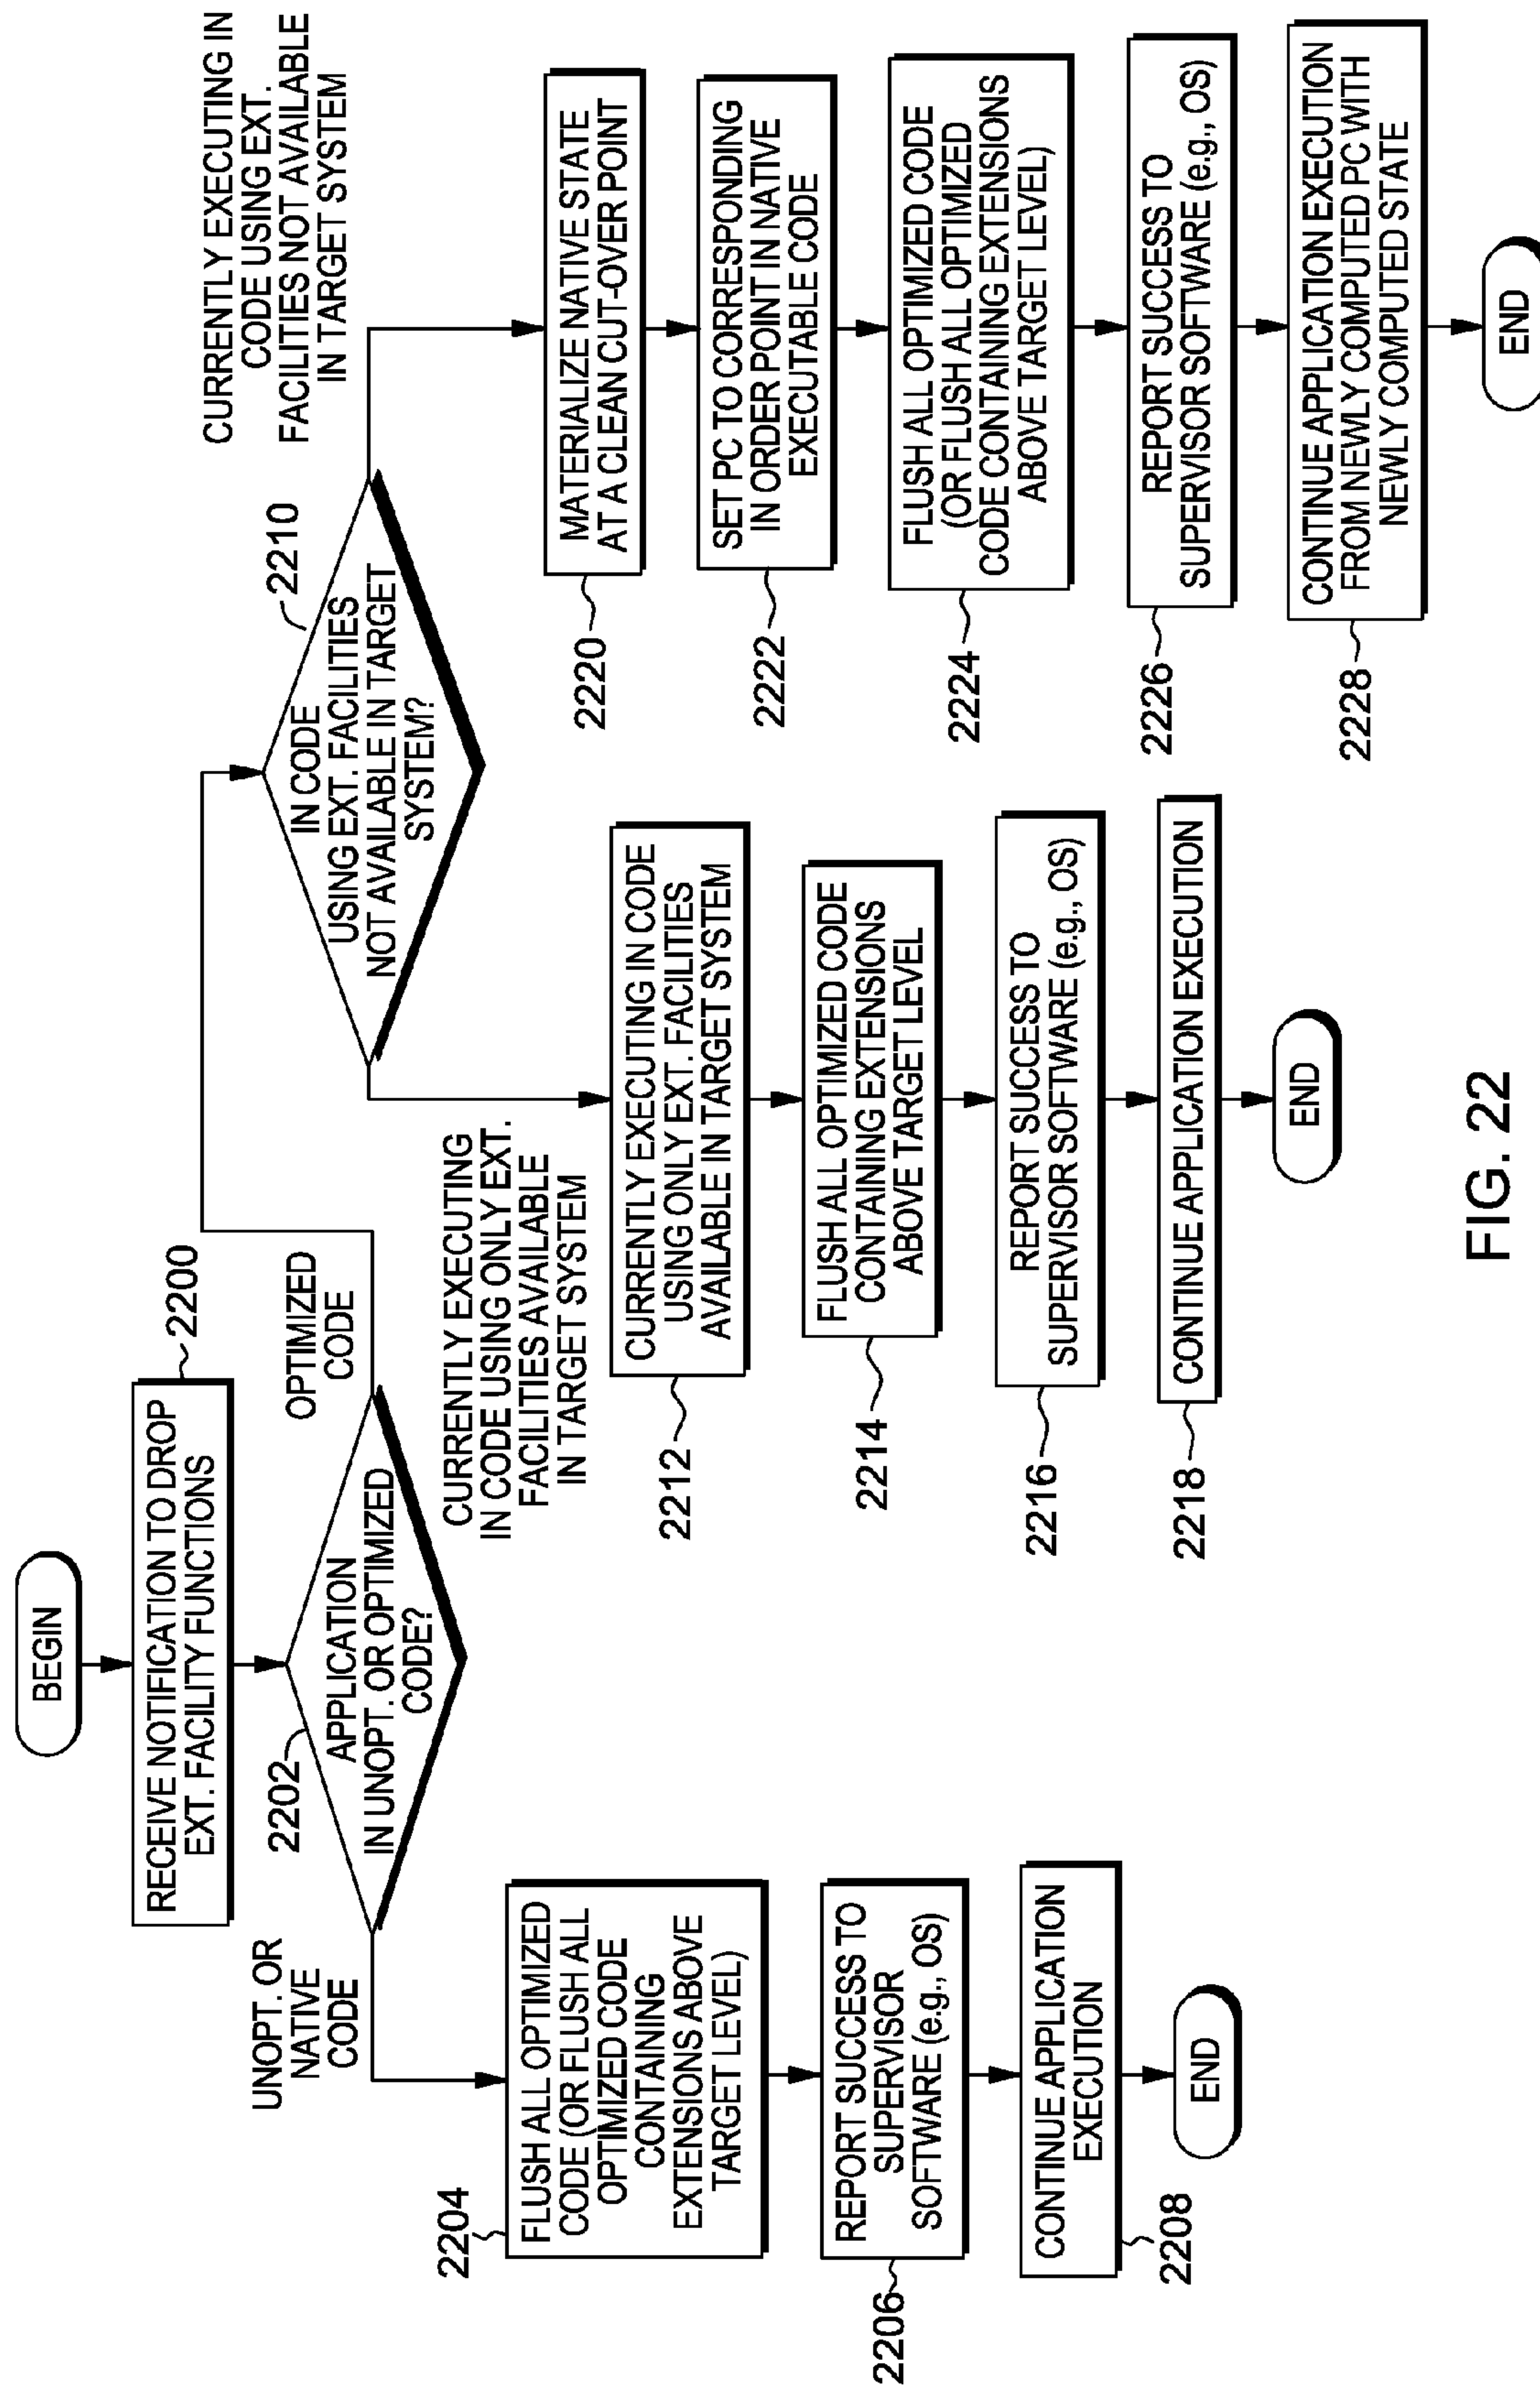 BEGIN
RECEIVE NOTIFICATION TO DROP
EXT. FACILITY FUNCTIONS
2200
APPLICATION
IN UNOPT. OR OPTIMIZED
CODE?
2202
UNOPT. OR
NATIVE
CODE
OPTIMIZED
CODE
FLUSH ALL OPTIMIZED
CODE (OR FLUSH ALL
OPTIMIZED CODE
CONTAINING
EXTENSIONS ABOVE
TARGET LEVEL)
2204
REPORT SUCCESS TO
SUPERVISOR
SOFTWARE (e.g., OS)
2206
CONTINUE APPLICATION
EXECUTION
2208
END
IN CODE
USING EXT. FACILITIES
NOT AVAILABLE IN TARGET
SYSTEM?
2210
CURRENTLY EXECUTING
IN CODE USING ONLY EXT.
FACILITIES AVAILABLE
IN TARGET SYSTEM
CURRENTLY EXECUTING IN CODE
USING ONLY EXT. FACILITIES
AVAILABLE IN TARGET SYSTEM
2212
FLUSH ALL OPTIMIZED CODE
CONTAINING EXTENSIONS
ABOVE TARGET LEVEL
2214
REPORT SUCCESS TO
SUPERVISOR SOFTWARE (e.g., OS)
2216
CONTINUE APPLICATION EXECUTION
2218
END
CURRENTLY EXECUTING IN
CODE USING EXT.
FACILITIES NOT AVAILABLE
IN TARGET SYSTEM
MATERIALIZE NATIVE STATE
AT A CLEAN CUT-OVER POINT
2220
SET PC TO CORRESPONDING
IN ORDER POINT IN NATIVE
EXECUTABLE CODE
2222
FLUSH ALL OPTIMIZED CODE
(OR FLUSH ALL OPTIMIZED
CODE CONTAINING EXTENSIONS
ABOVE TARGET LEVEL)
2224
REPORT SUCCESS TO
SUPERVISOR SOFTWARE (e.g., OS)
2226
CONTINUE APPLICATION EXECUTION
FROM NEWLY COMPUTED PC WITH
NEWLY COMPUTED STATE
2228
END
FIG. 22